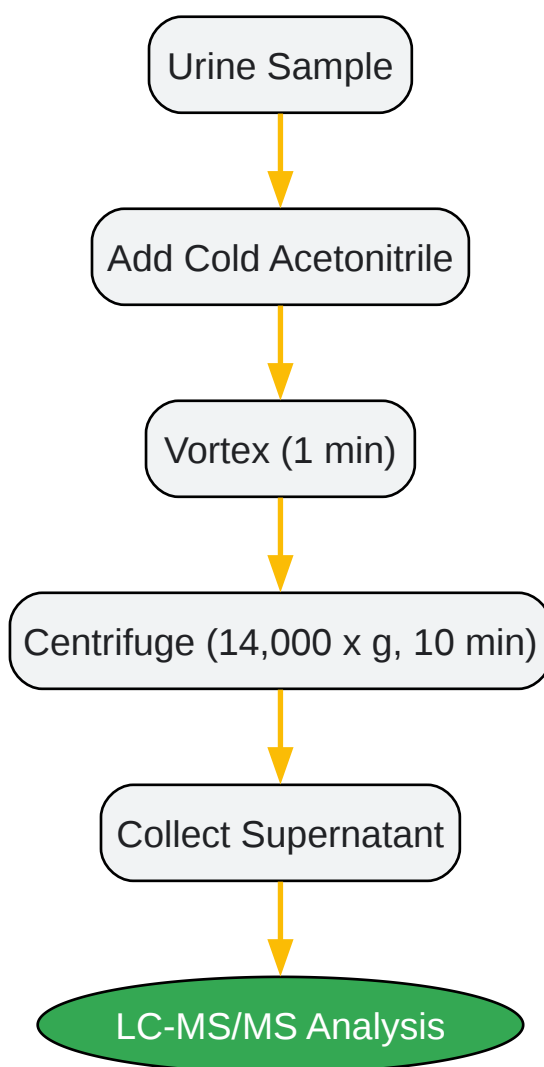 Urine Sample
Add Cold Acetonitrile
Vortex (1 min)
Centrifuge (14,000 x g, 10 min)
Collect Supernatant
LC-MS/MS Analysis